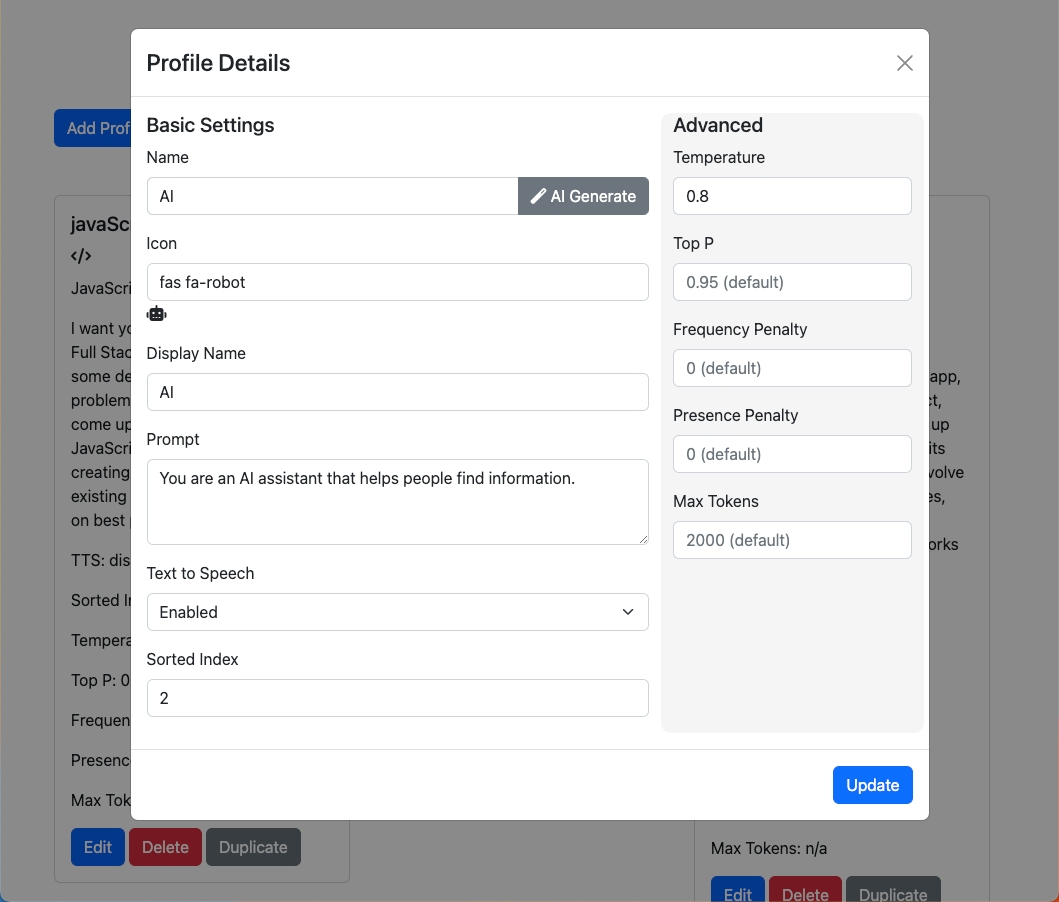 Profile Details
Basic Settings
Name
AI
AI Generate
Icon
fas fa-robot
Display Name
AI
Prompt
You are an AI assistant that helps people find information.
Text to Speech
Enabled
Sorted Index
2
Advanced
Temperature
0.8
Top P
0.95 (default)
Frequency Penalty
0 (default)
Presence Penalty
0 (default)
Max Tokens
2000 (default)
Update
Add Prof
javaSc
</>
JavaScri
I want yo
Full Stac
some de
problem
come up
JavaScri
creating
existing
on best
TTS: dis
Sorted I
Tempera
Top P: 0
Frequen
Presenc
Max Tok
Edit
Delete
Duplicate
app,
ct,
up
its
volve
es,
orks
Max Tokens: n/a
Edit
Delete
Duplicate